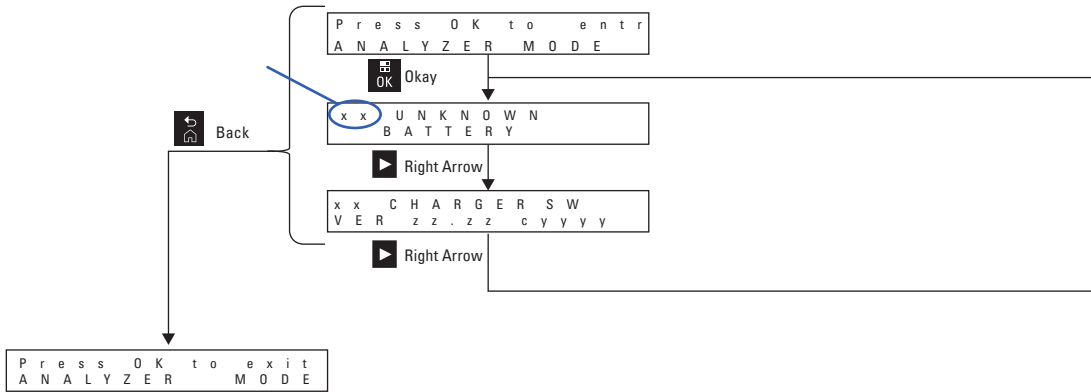 Press OK to entr
ANALYZER MODE
OK Okay
xx UNKNOWN
BATTERY
Back
Right Arrow
xx CHARGER SW
VER zz.zz cyyyy
Right Arrow
Press OK to exit
ANALYZER MODE